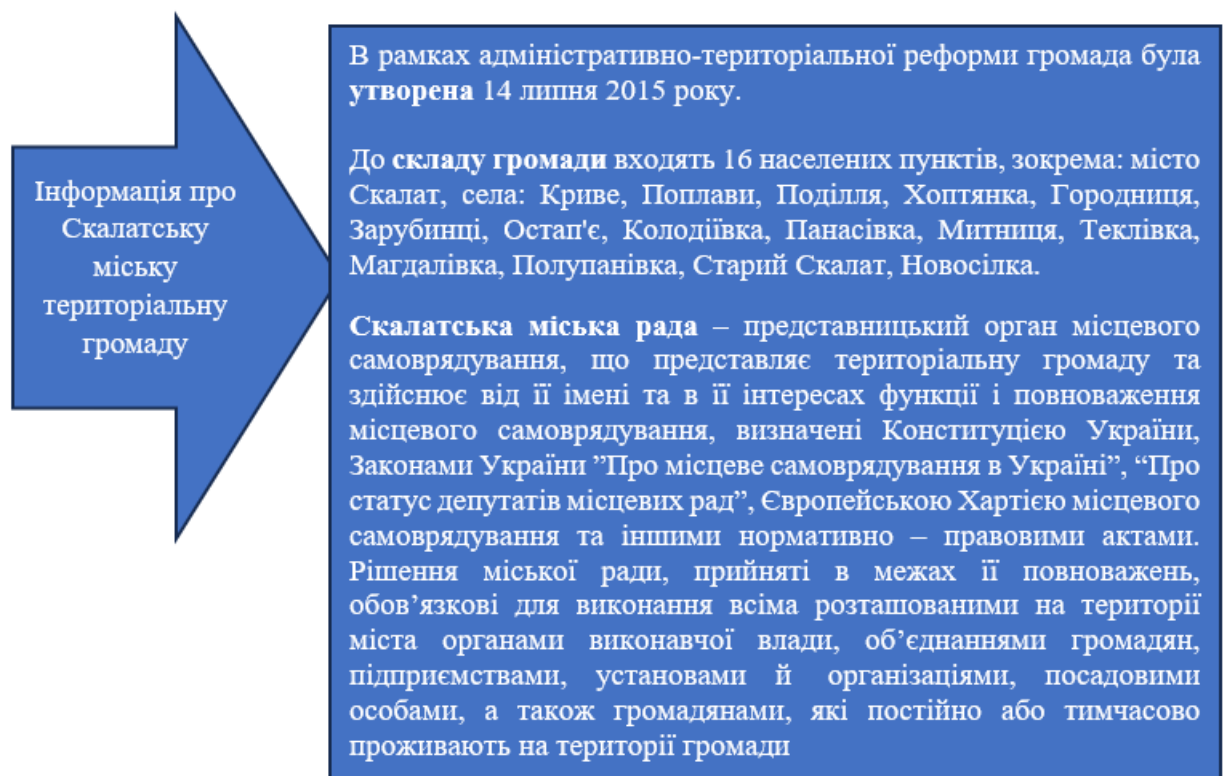 Інформація про
Скалатську
міську
територіальну
громаду
В рамках адміністративно-територіальної реформи громада була
утворена 14 липня 2015 року.
До складу громади входять 16 населених пунктів, зокрема: місто
Скалат, села: Криве, Поплави, Поділля, Хоптянка, Городниця,
Зарубинці, Остап'є, Колодіївка, Панасівка, Митниця, Теклівка,
Магдалівка, Полупанівка, Старий Скалат, Новосілка.
Скалатська міська рада – представницький орган місцевого
самоврядування, що представляє територіальну громаду та
здійснює від її імені та в її інтересах функції і повноваження
місцевого самоврядування, визначені Конституцією України,
Законами України ”Про місцеве самоврядування в Україні”, “Про
статус депутатів місцевих рад”, Європейською Хартією місцевого
самоврядування та іншими нормативно – правовими актами.
Рішення міської ради, прийняті в межах її повноважень,
обов’язкові для виконання всіма розташованими на території
міста органами виконавчої влади, об’єднаннями громадян,
підприємствами, установами й організаціями, посадовими
особами, а також громадянами, які постійно або тимчасово
проживають на території громади